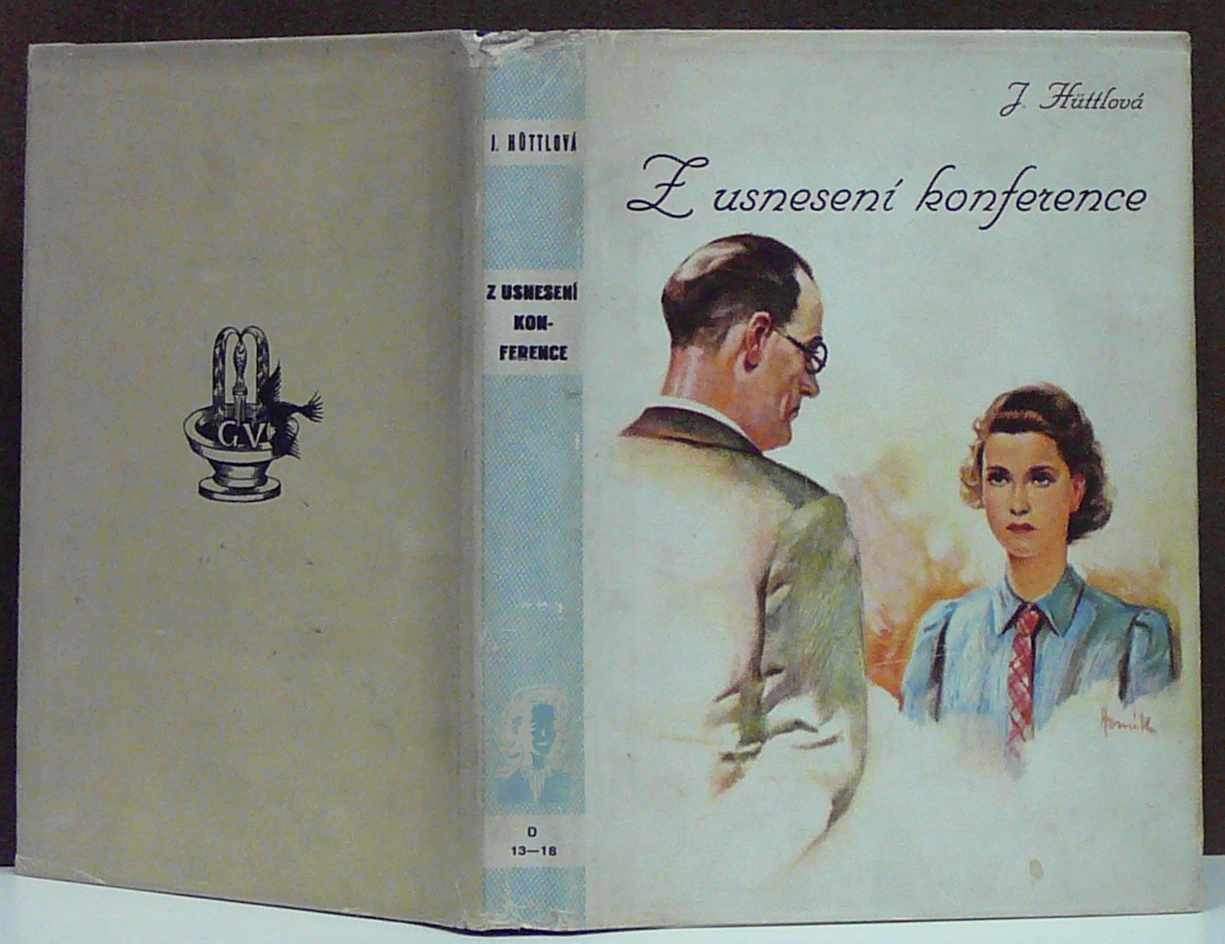 J. Hüttlová
Z usnesení konference
J. HÜTTLOVÁ
Z USNESENÍ
KON-
FERENCE
D
13—18
G.V.